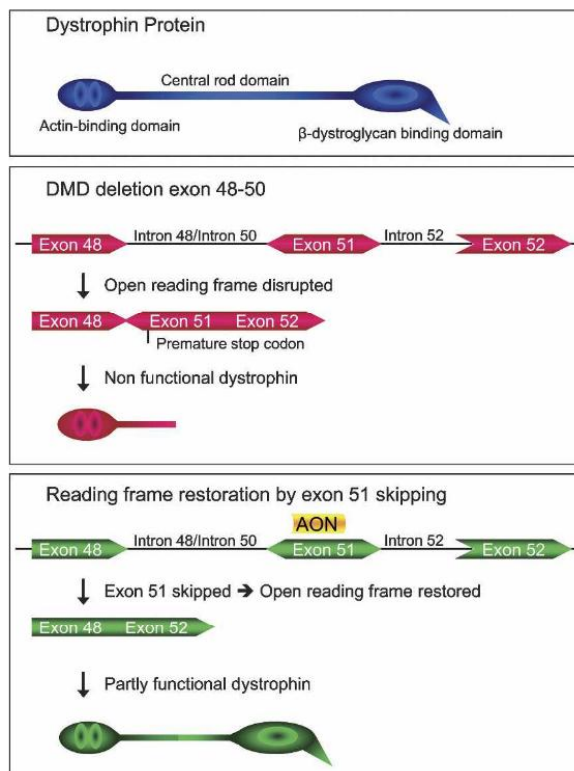 Dystrophin Protein
Central rod domain
Actin-binding domain
β-dystroglycan binding domain
DMD deletion exon 48-50
Exon 48 Intron 48/Intron 50 Exon 51 Intron 52 Exon 52
Open reading frame disrupted
Exon 48 Exon 51 Exon 52
Premature stop codon
Non functional dystrophin
Reading frame restoration by exon 51 skipping
AON
Exon 48 Intron 48/Intron 50 Exon 51 Intron 52 Exon 52
Exon 51 skipped ➔ Open reading frame restored
Exon 48 Exon 52
Partly functional dystrophin